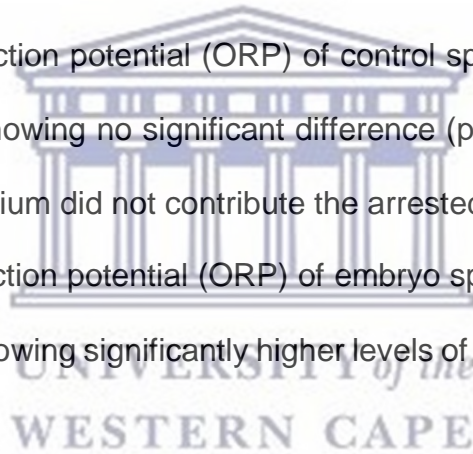 ction potential (ORP) of control sp
owing no significant difference (p
ium did not contribute the arrested
ction potential (ORP) of embryo sp
owing significantly higher levels of
UNIVERSITY of the
WESTERN CAPE